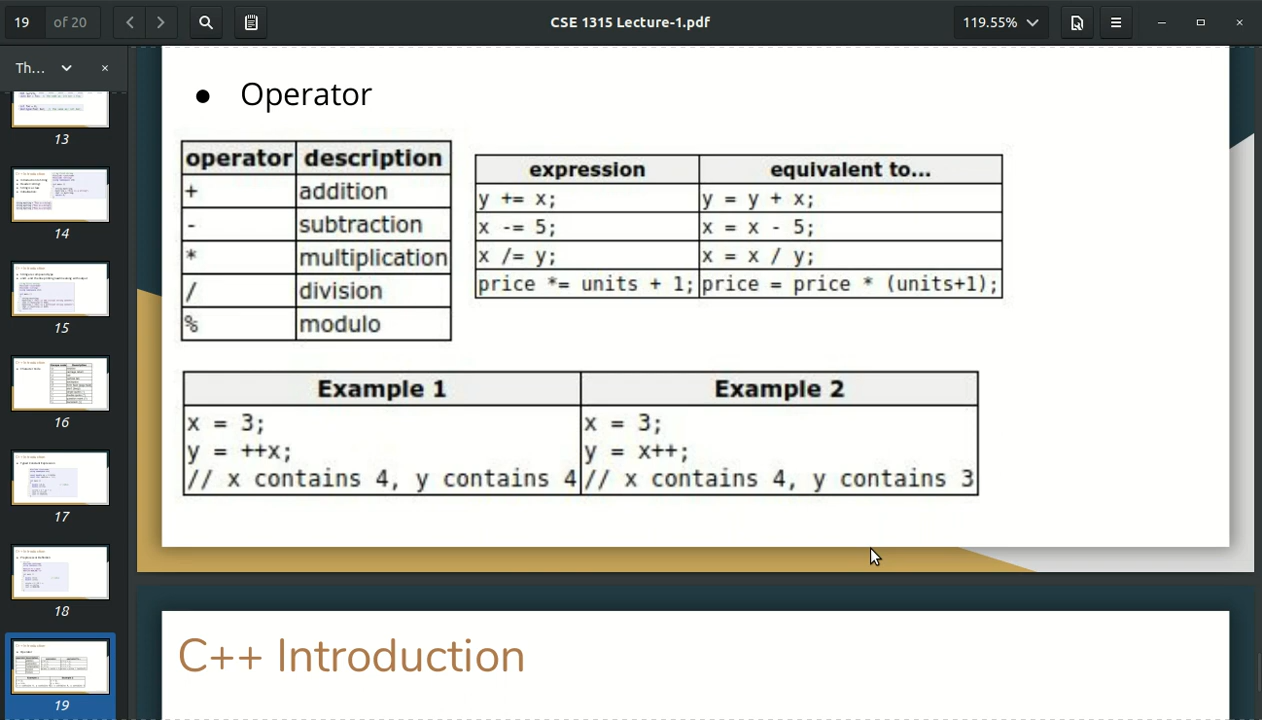 19 of 20
CSE 1315 Lecture-1.pdf
119.55%
Th...
13
14
15
16
17
18
19
● Operator
operator description
+ addition
- subtraction
* multiplication
/ division
% modulo
expression equivalent to...
y += x; y = y + x;
x -= 5; x = x - 5;
x /= y; x = x / y;
price *= units + 1; price = price * (units+1);
Example 1 Example 2
x = 3; x = 3;
y = ++x; y = x++;
// x contains 4, y contains 4 // x contains 4, y contains 3
C++ Introduction